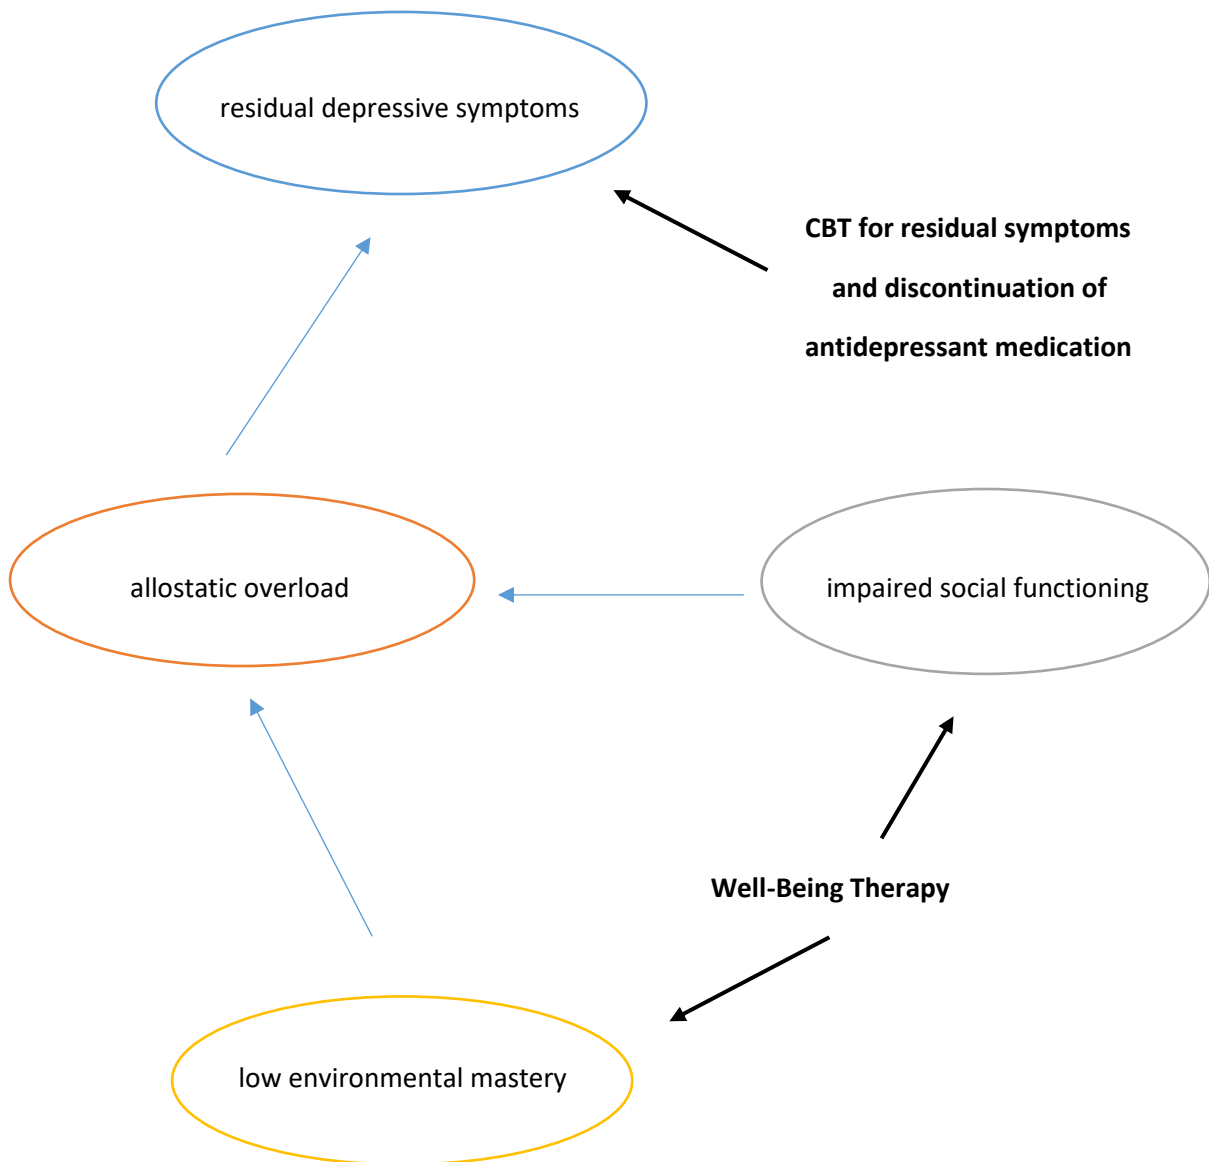 residual depressive symptoms
CBT for residual symptoms
and discontinuation of
antidepressant medication
allostatic overload
impaired social functioning
Well-Being Therapy
low environmental mastery